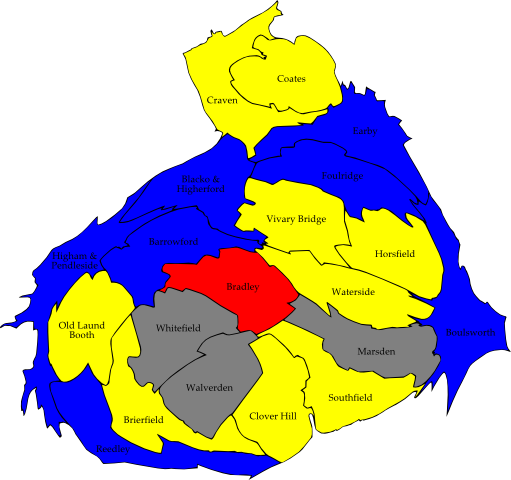 Coates
Craven
Earby
Foulridge
Blacko &
Higherford
Vivary Bridge
Barrowford
Horsfield
Higham &
Pendleside
Bradley
Waterside
Old Laund
Booth
Whitefield
Boulsworth
Marsden
Walverden
Southfield
Clover Hill
Brierfield
Reedley